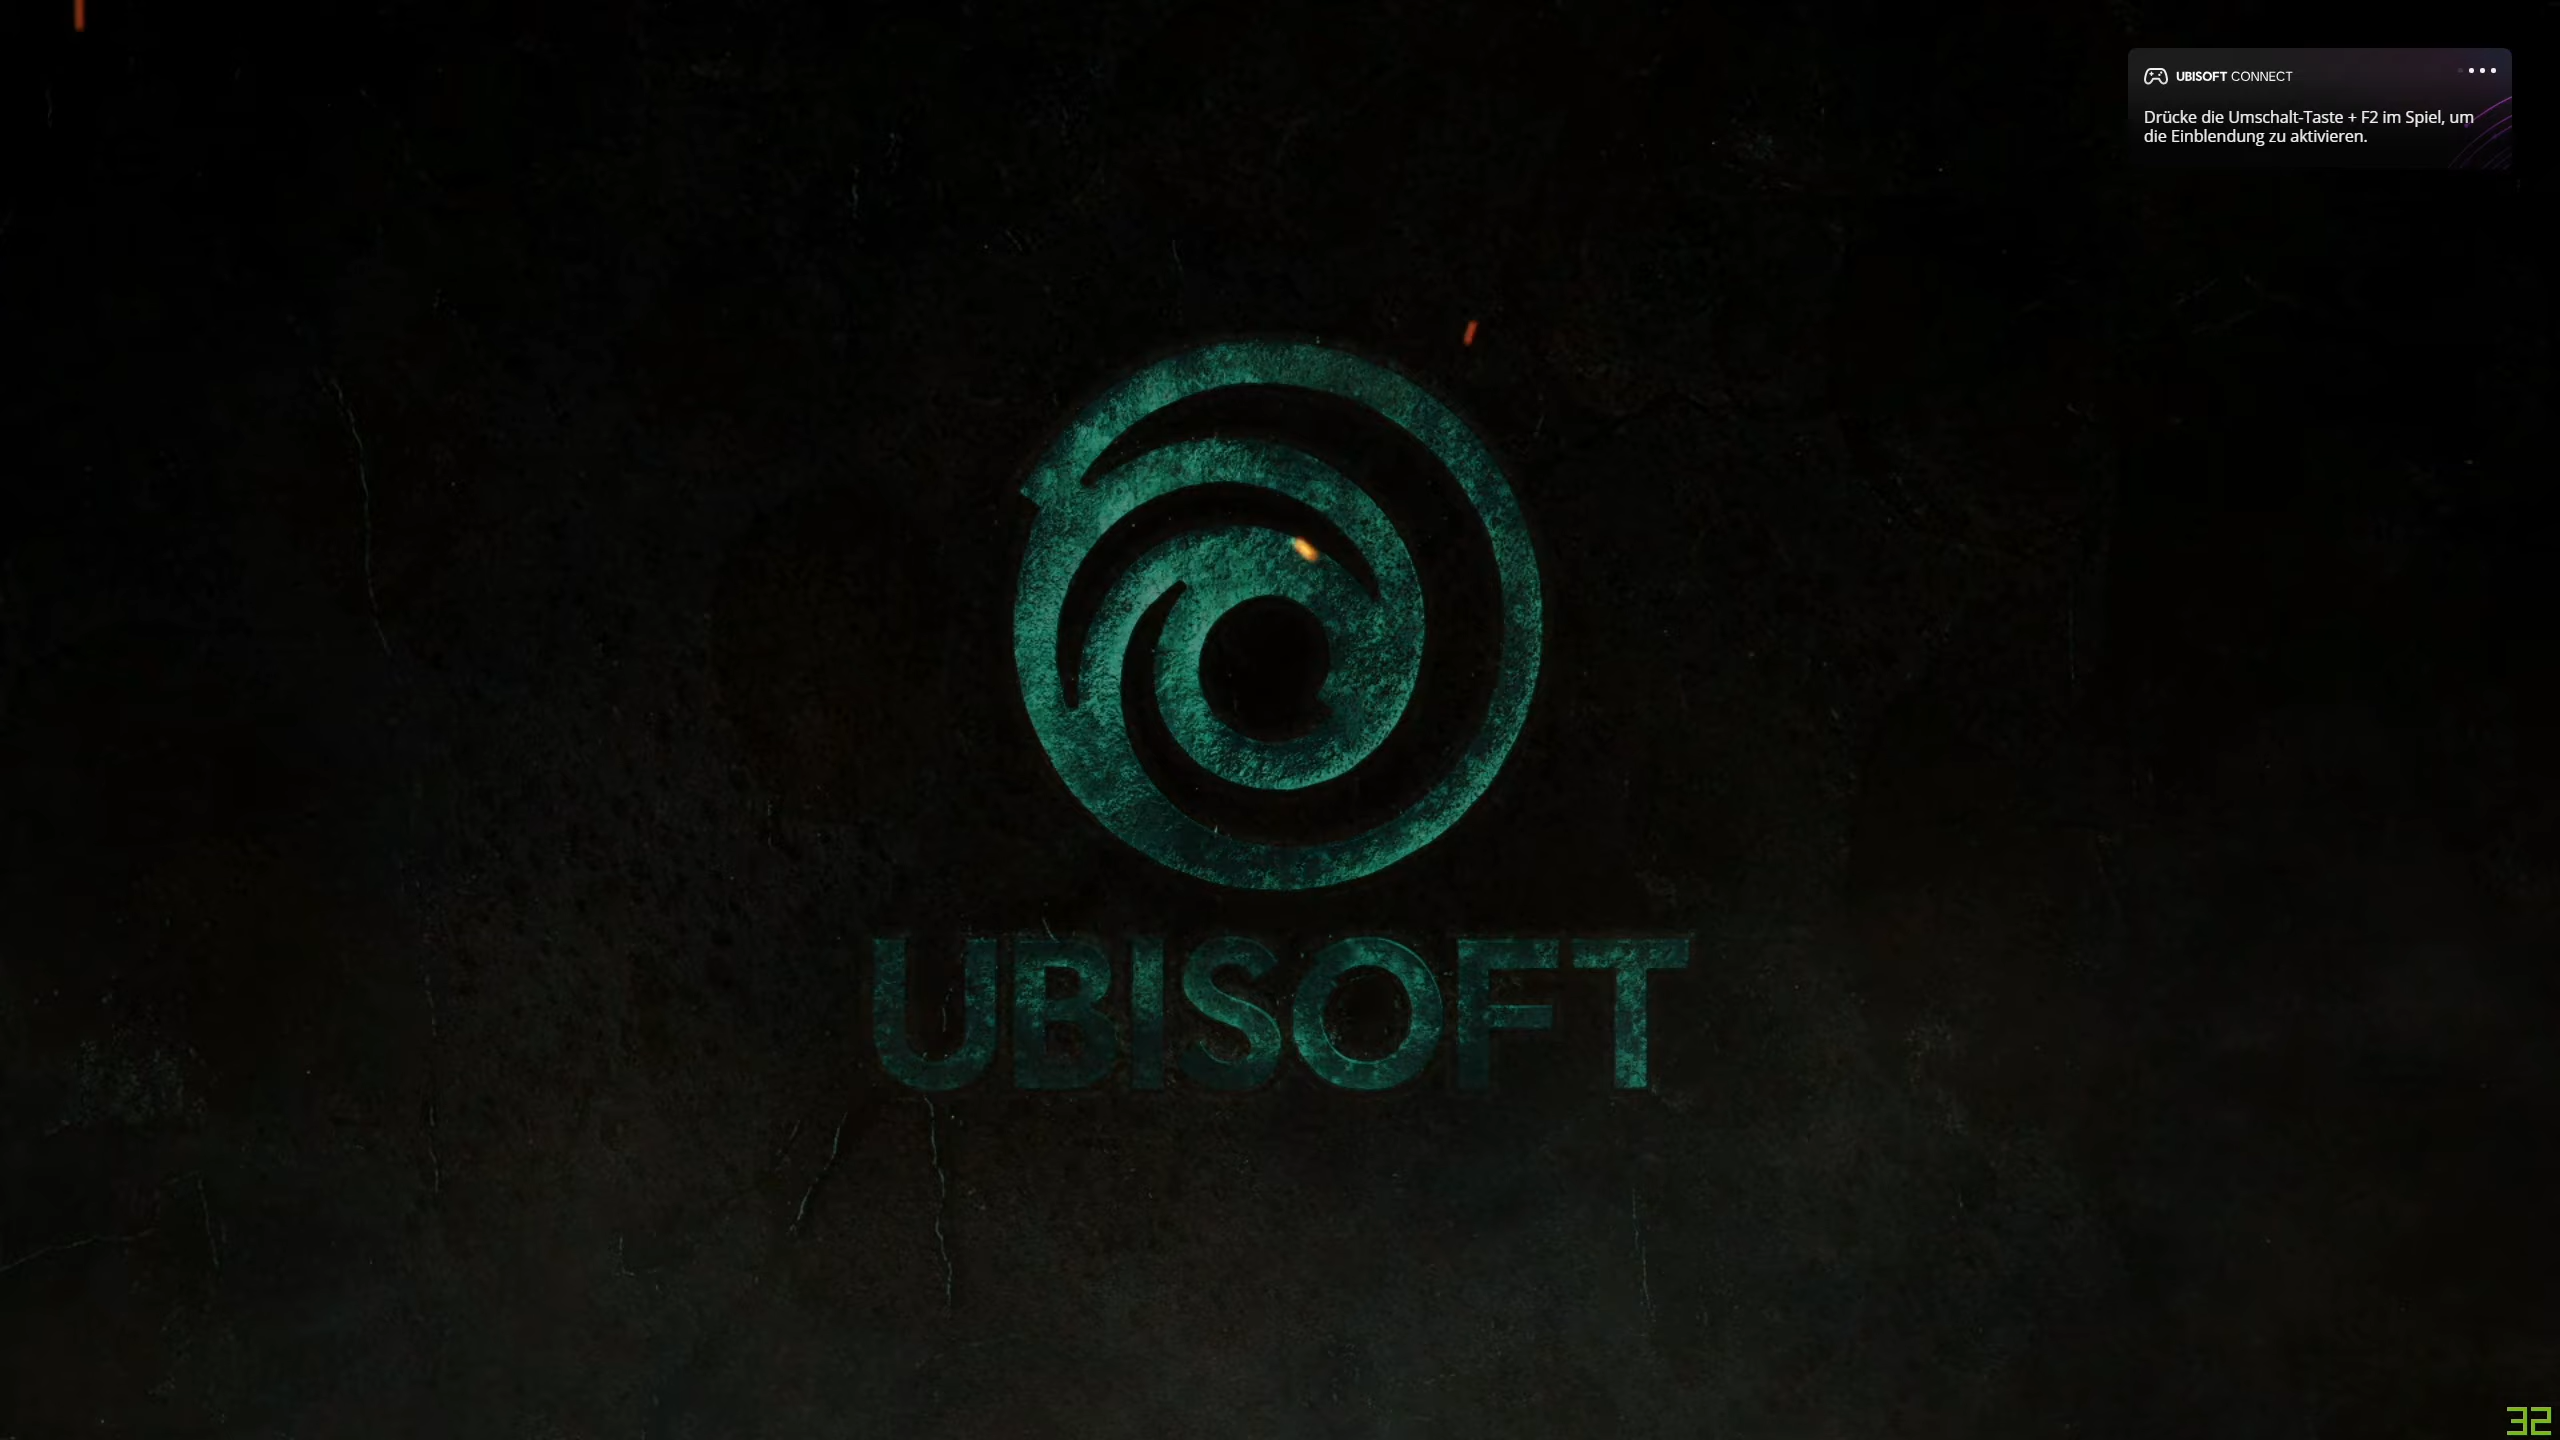 UBISOFT CONNECT
Drücke die Umschalt-Taste + F2 im Spiel, um
die Einblendung zu aktivieren.
UBISOFT
32